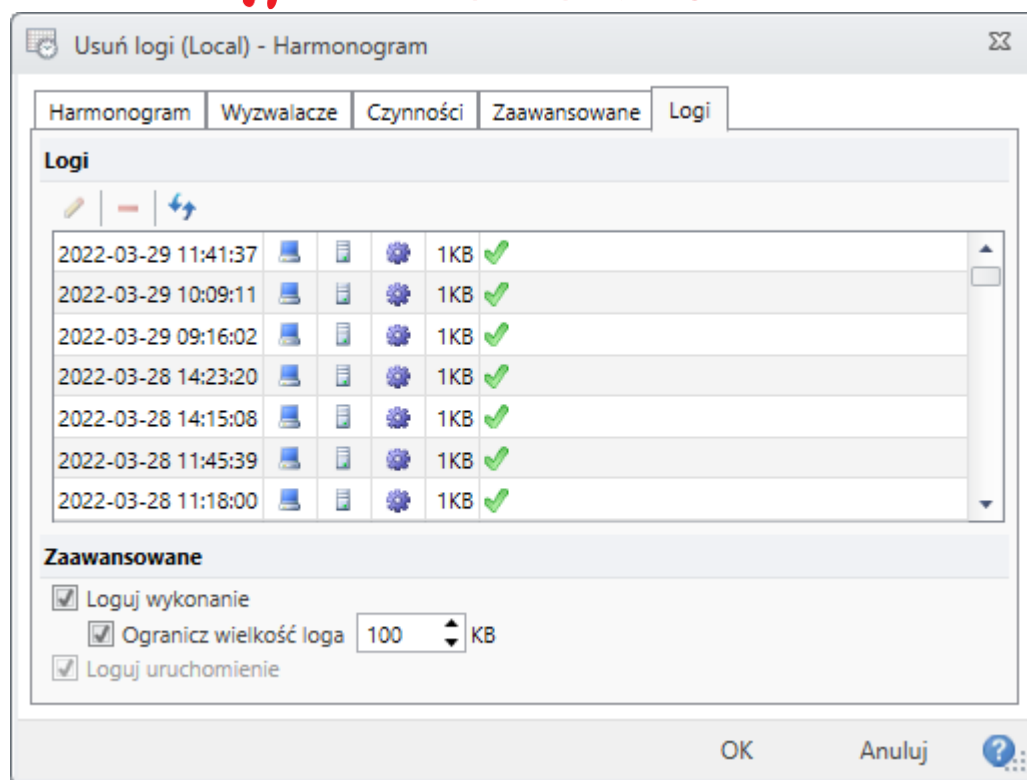 Usuń logi (Local) - Harmonogram
Harmonogram Wyzwalacze Czynności Zaawansowane Logi
Logi
2022-03-29 11:41:37 1KB
2022-03-29 10:09:11 1KB
2022-03-29 09:16:02 1KB
2022-03-28 14:23:20 1KB
2022-03-28 14:15:08 1KB
2022-03-28 11:45:39 1KB
2022-03-28 11:18:00 1KB
Zaawansowane
Loguj wykonanie
Ogranicz wielkość loga 100 KB
Loguj uruchomienie
OK Anuluj